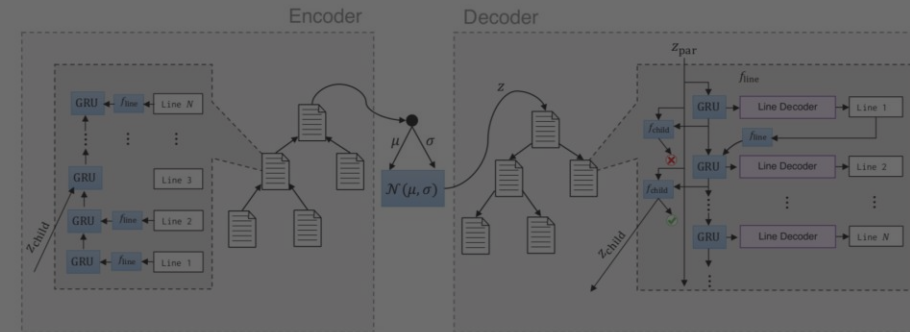 Encoder
Decoder
GRU
f_line
Line N
GRU
Line 3
GRU
f_line
Line 2
GRU
f_line
Line 1
z_child
μ
σ
𝒩(μ, σ)
z
z_par
f_line
GRU
Line Decoder
Line 1
f_child
f_line
GRU
Line Decoder
Line 2
f_child
GRU
Line Decoder
Line N
z_child